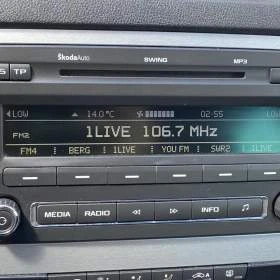 ŠkodaAuto SWING MP3
S TP
LOW 14.0°C 02:55 LOW
FM2 1LIVE 106.7 MHz
FM4 BERG 1LIVE YOU FM SWR2 1LIVE
MEDIA RADIO INFO
A/C